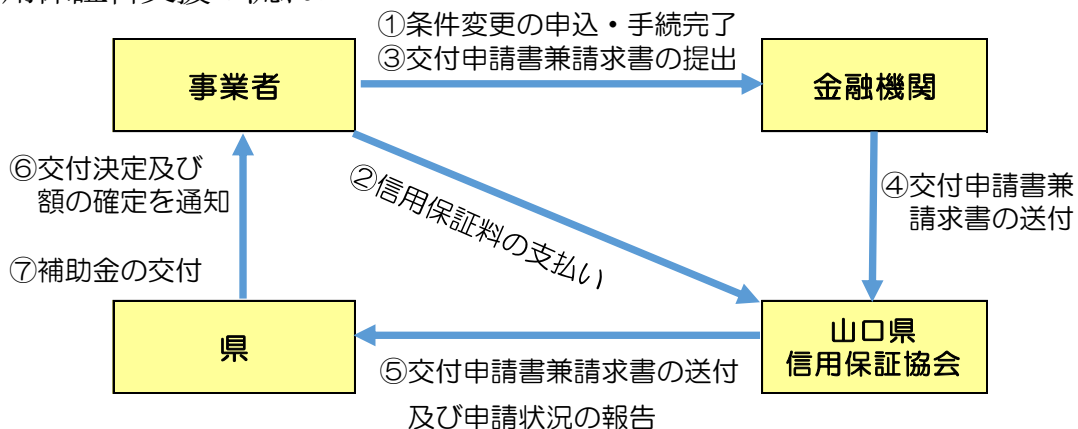 ①条件変更の申込・手続完了
③交付申請書兼請求書の提出
事業者
金融機関
⑥交付決定及び
額の確定を通知
②信用保証料の支払い
④交付申請書兼
請求書の送付
⑦補助金の交付
県
山口県
信用保証協会
⑤交付申請書兼請求書の送付
及び申請状況の報告